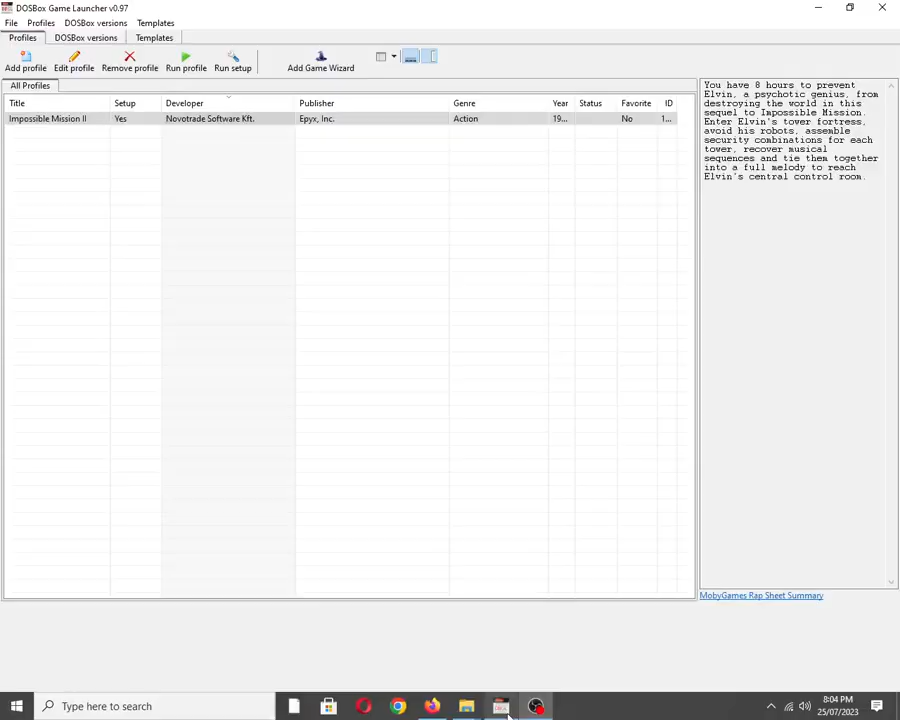 DOSBox Game Launcher v0.97
File Profiles DOSBox versions Templates
Profiles DOSBox versions Templates
Add profile Edit profile Remove profile Run profile Run setup Add Game Wizard
All Profiles
Title Setup Developer Publisher Genre Year Status Favorite ID
Impossible Mission II Yes Novotrade Software Kft. Epyx, Inc. Action 19... No 1...
You have 8 hours to prevent
Elvin, a psychotic genius, from
destroying the world in this
sequel to Impossible Mission.
Enter Elvin's tower fortress,
avoid his robots, assemble
security combinations for each
tower, recover musical
sequences and tie them together
into a full melody to reach
Elvin's central control room.
MobyGames Rap Sheet Summary
Type here to search
8:04 PM
25/07/2023